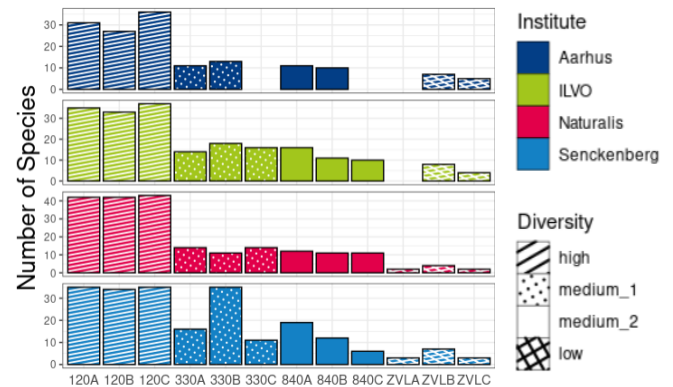 Number of Species
30
20
10
0
30
20
10
0
40
30
20
10
0
30
20
10
0
120A 120B 120C 330A 330B 330C 840A 840B 840C ZVLA ZVLB ZVLC
Institute
Aarhus
ILVO
Naturalis
Senckenberg
Diversity
high
medium_1
medium_2
low